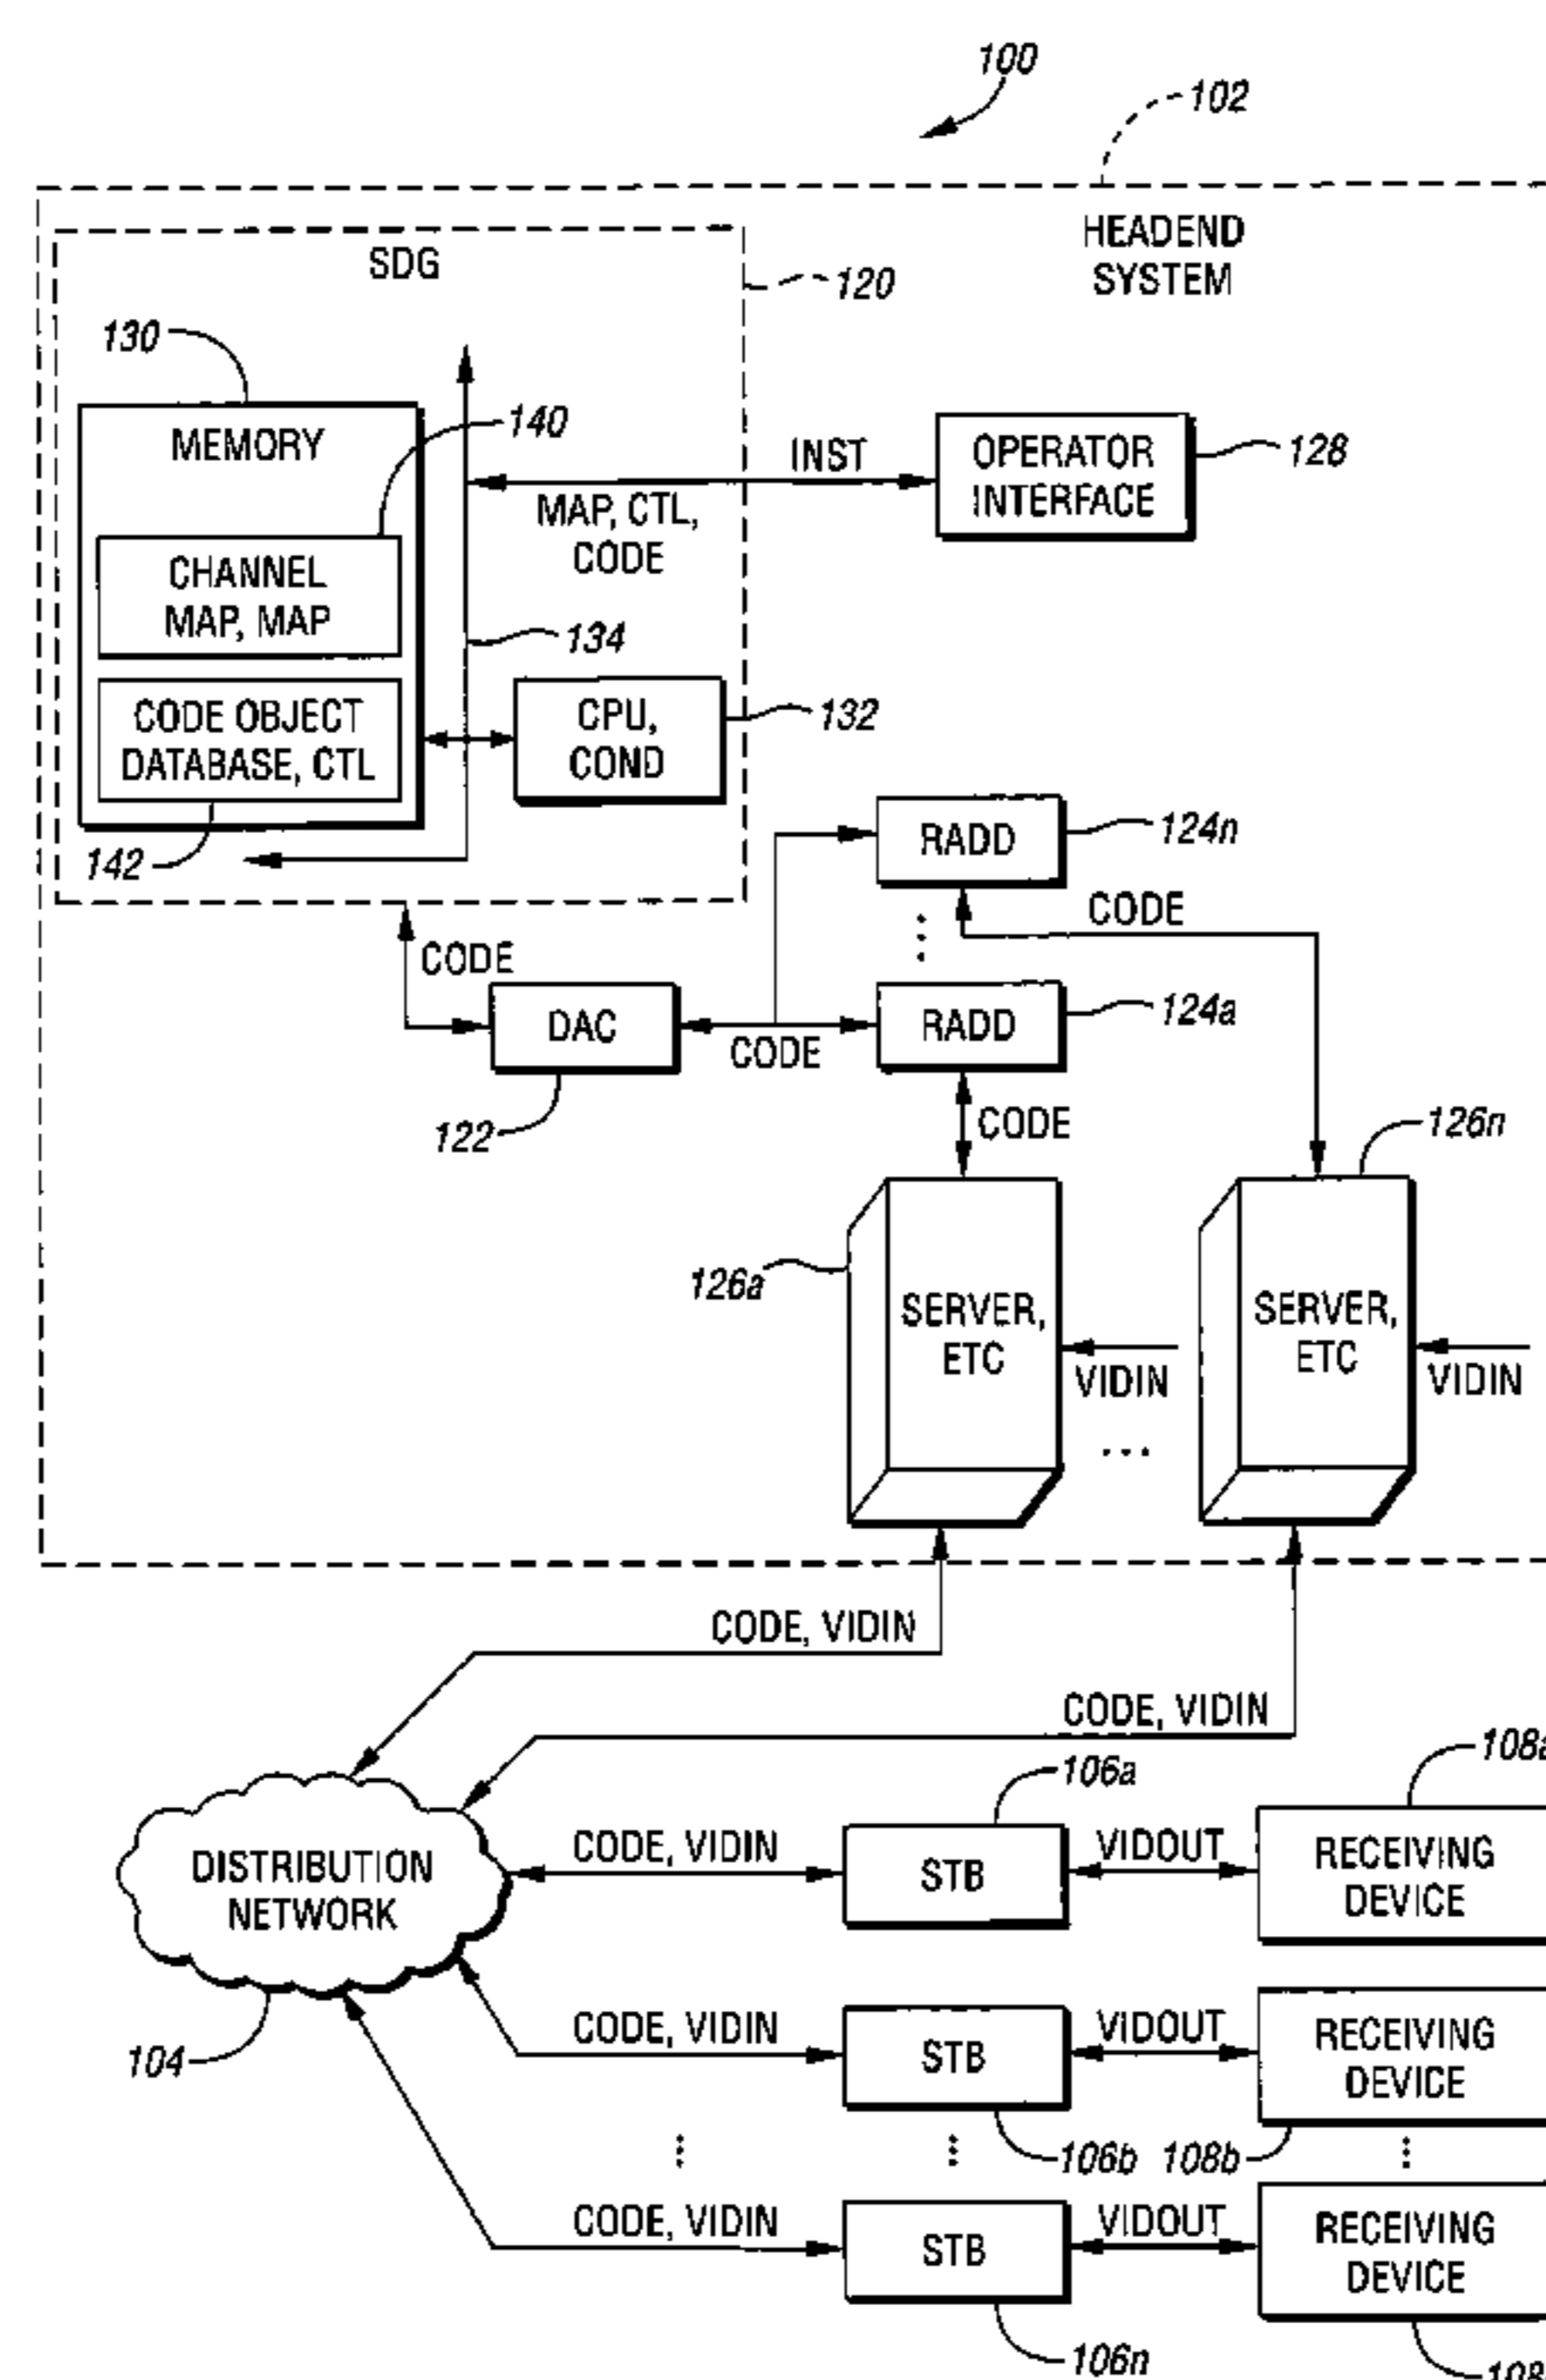 100
102
HEADEND
SYSTEM
SDG
120
130
MEMORY
140
INST
OPERATOR
INTERFACE
128
MAP, CTL,
CODE
CHANNEL
MAP, MAP
134
CODE OBJECT
DATABASE, CTL
CPU,
COND
132
142
RADD
124n
CODE
CODE
DAC
CODE
RADD
124a
122
CODE
126n
126a
SERVER,
ETC
VIDIN
SERVER,
ETC
VIDIN
...
CODE, VIDIN
CODE, VIDIN
106a
108a
DISTRIBUTION
NETWORK
CODE, VIDIN
STB
VIDOUT
RECEIVING
DEVICE
104
CODE, VIDIN
STB
VIDOUT
RECEIVING
DEVICE
106b
108b
CODE, VIDIN
STB
VIDOUT
RECEIVING
DEVICE
106n